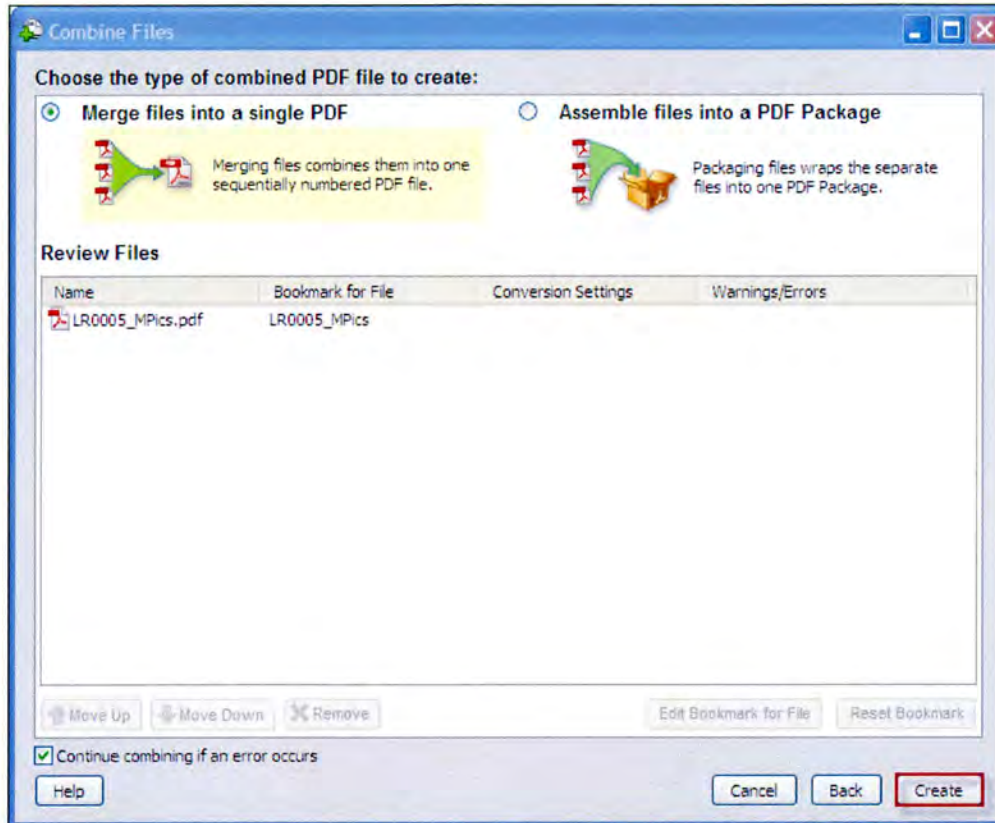 Combine Files
Choose the type of combined PDF file to create:
Merge files into a single PDF
Merging files combines them into one
sequentially numbered PDF file.
Assemble files into a PDF Package
Packaging files wraps the separate
files into one PDF Package.
Review Files
Name Bookmark for File Conversion Settings Warnings/Errors
LR0005_MPics.pdf LR0005_MPics
Move Up Move Down Remove Edit Bookmark for File Reset Bookmark
Continue combining if an error occurs
Help Cancel Back Create